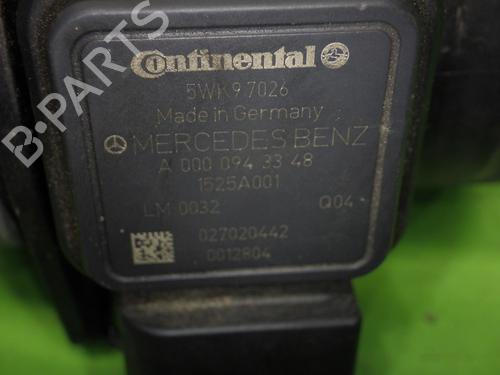 Continental
5WK9 7026
Made in Germany
MERCEDES BENZ
A 000 094 33 48
1525A001
LM 0032 Q04
027020442
0012804
B-PARTS
B-PARTS